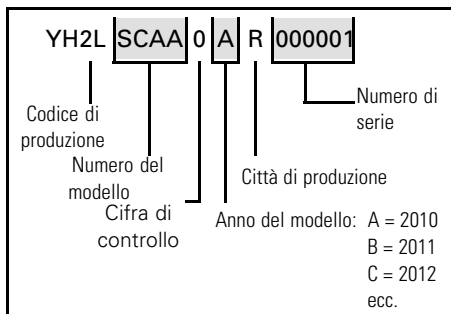 YH2L SCAA 0 A R 000001
Numero di
serie
Codice di
produzione
Numero del
modello
Città di produzione
Cifra di
controllo
Anno del modello: A = 2010
B = 2011
C = 2012
ecc.